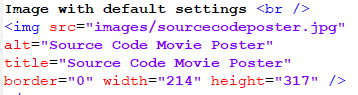 Image with default settings <br />
<img src="images/sourcecodeposter.jpg"
alt="Source Code Movie Poster"
title="Source Code Movie Poster"
border="0" width="214" height="317" />